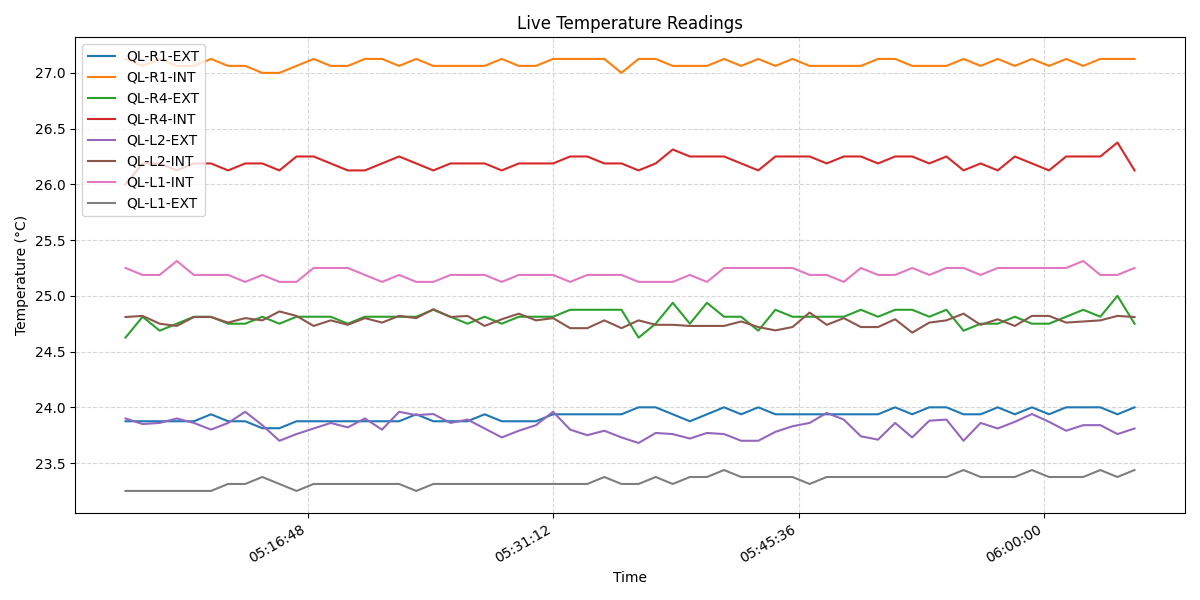 Live Temperature Readings
QL-R1-EXT
QL-R1-INT
QL-R4-EXT
QL-R4-INT
QL-L2-EXT
QL-L2-INT
QL-L1-INT
QL-L1-EXT
Temperature (°C)
27.0
26.5
26.0
25.5
25.0
24.5
24.0
23.5
05:16:48
05:31:12
05:45:36
06:00:00
Time